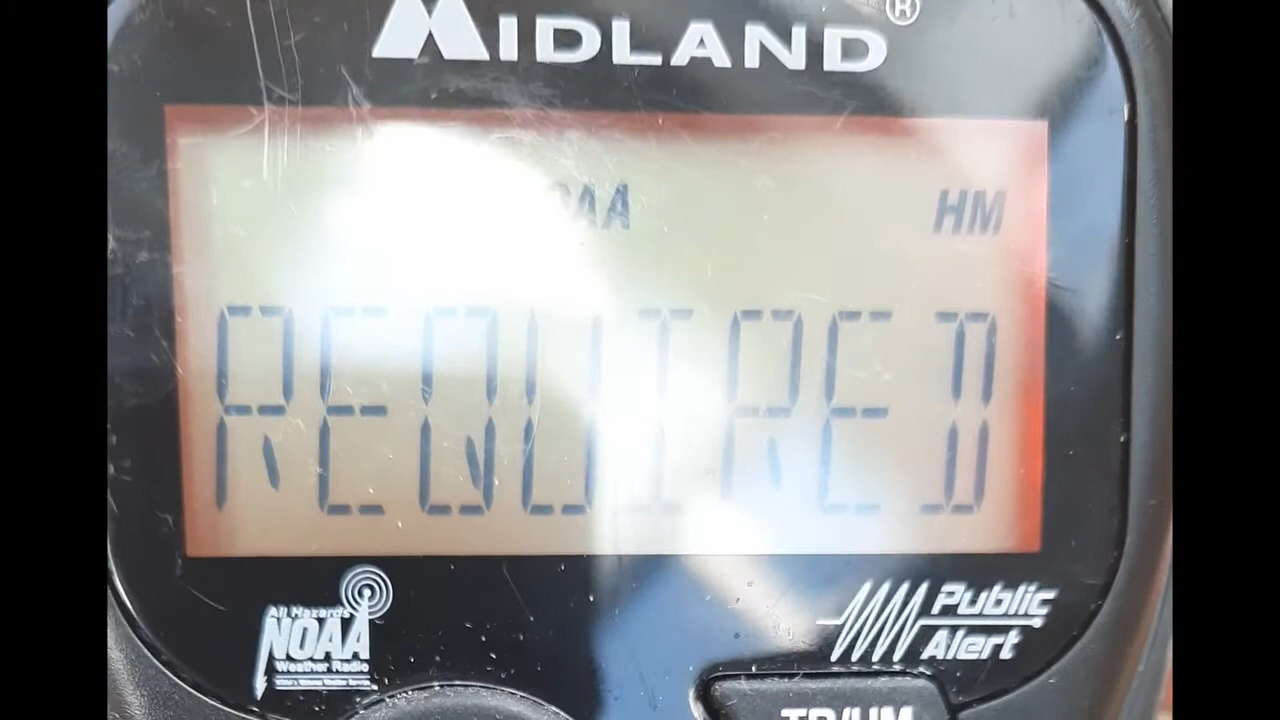 MIDLAND®
HM
REQUIRED
All Hazards
NOAA
Weather Radio
Public
Alert